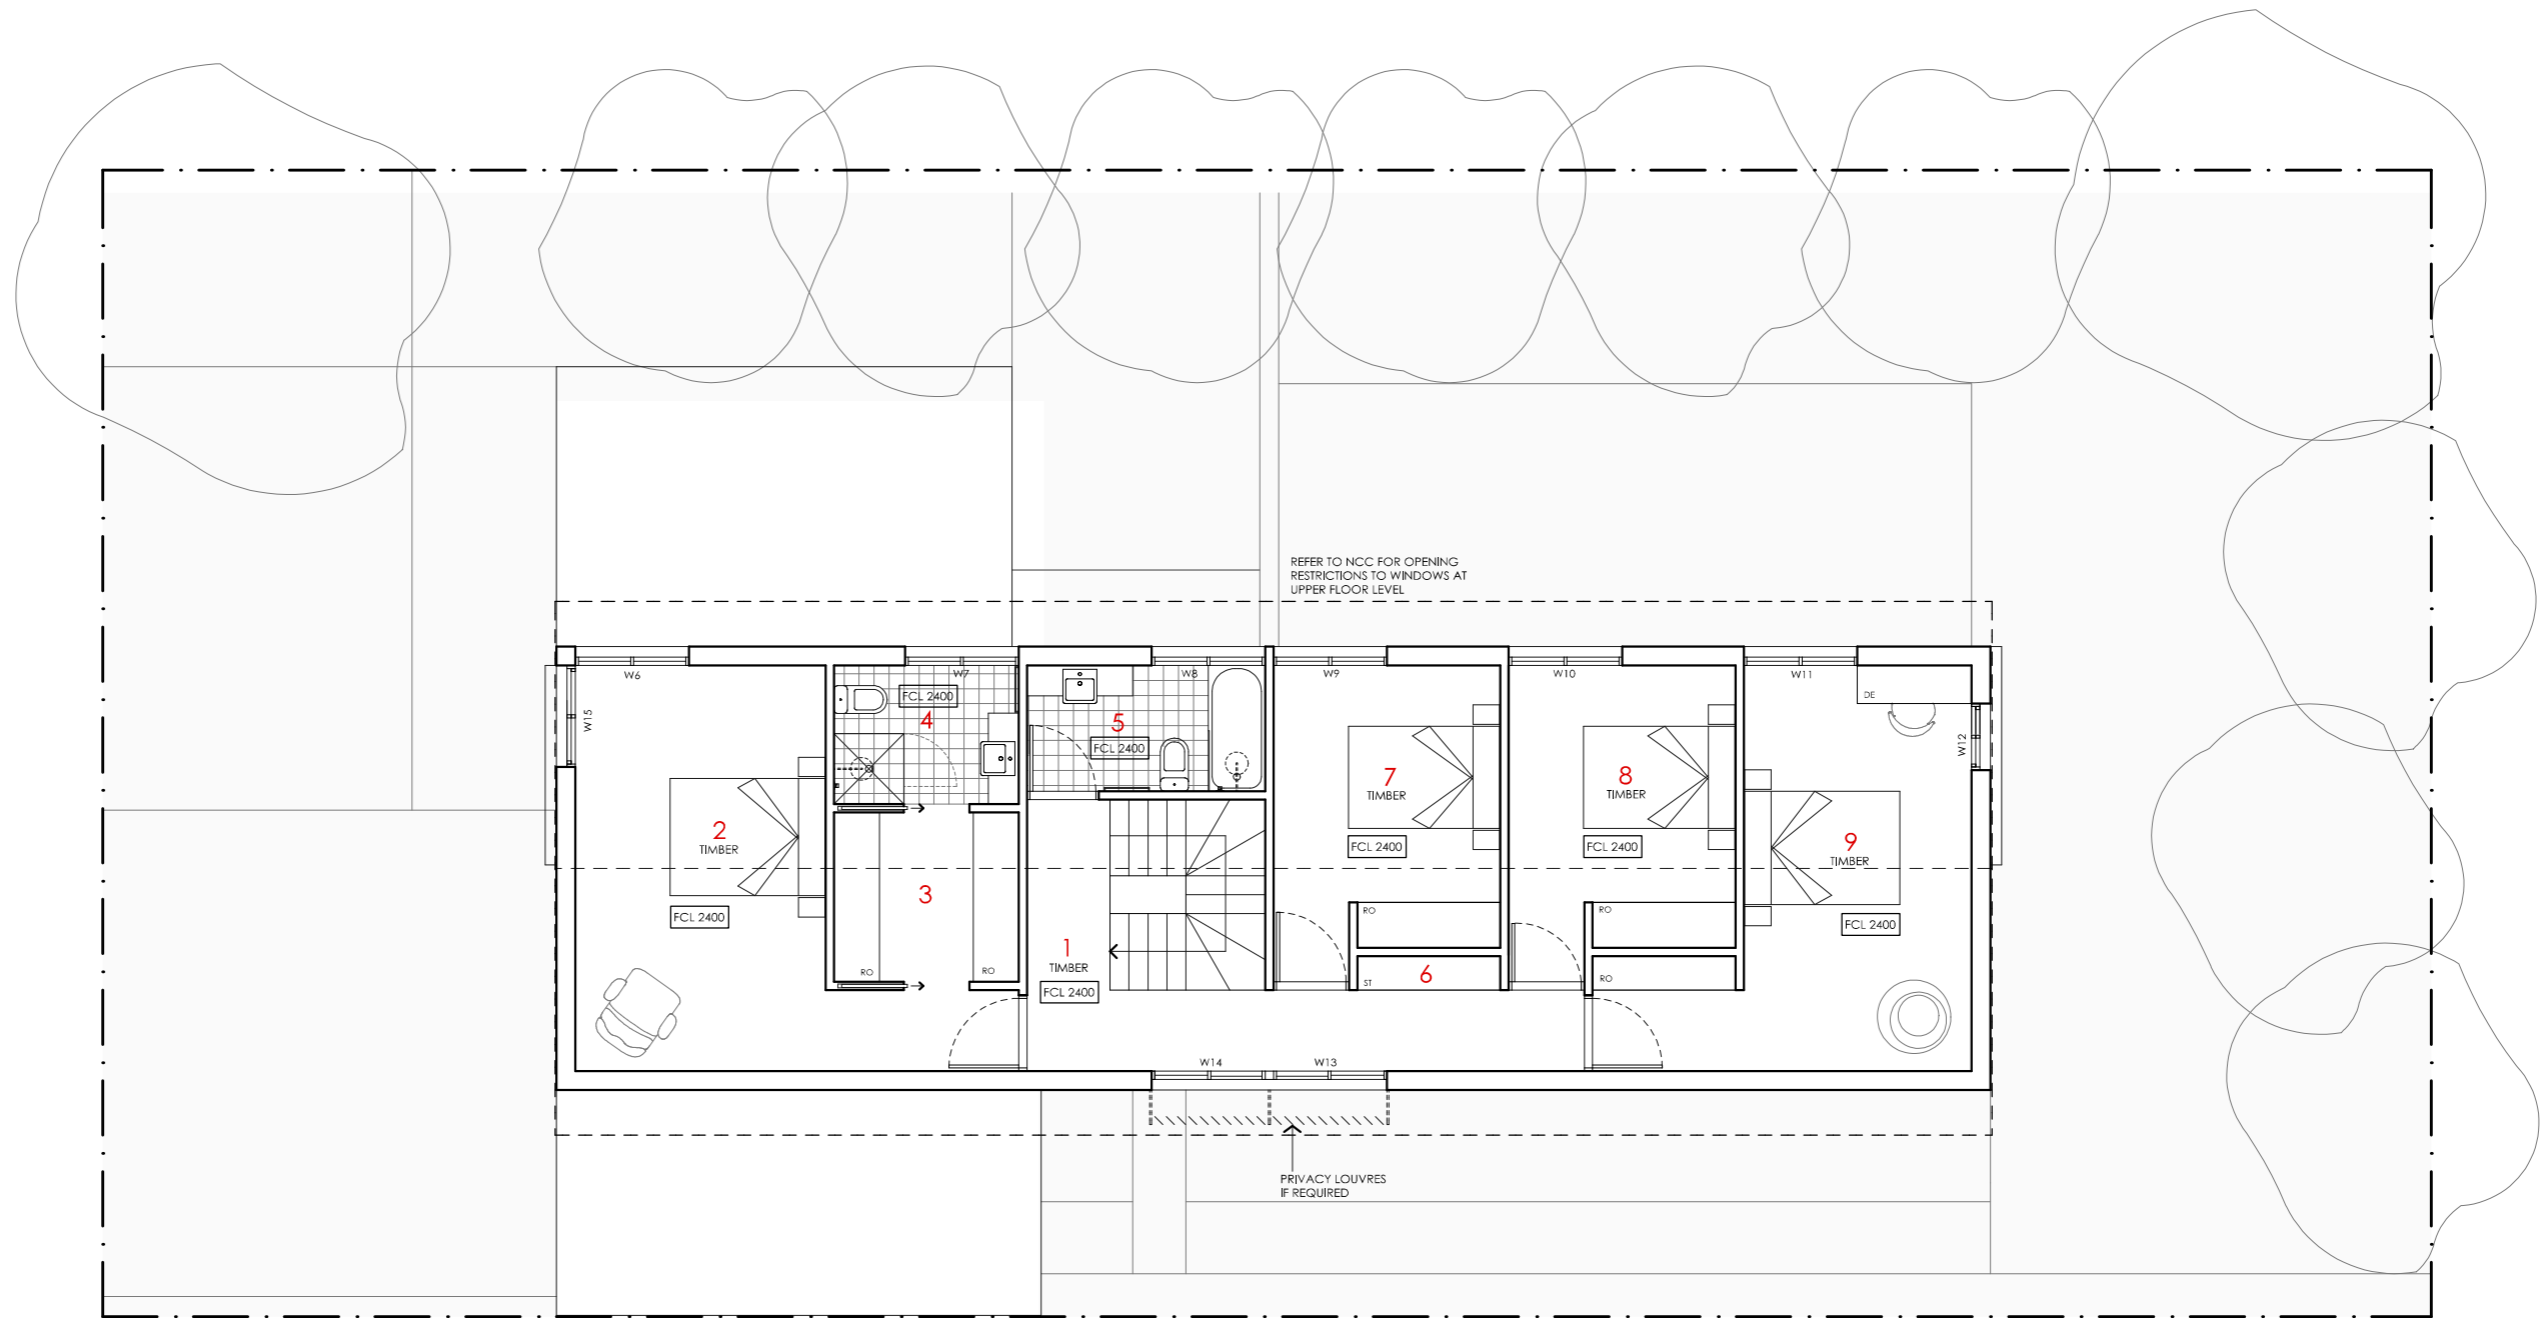 REFER TO NCC FOR OPENING
RESTRICTIONS TO WINDOWS AT
UPPER FLOOR LEVEL
W6
W7
W8
W9
W10
W11
W15
W12
DE
FCL 2400
4
5
FCL 2400
7
TIMBER
8
TIMBER
2
TIMBER
9
TIMBER
FCL 2400
FCL 2400
3
FCL 2400
FCL 2400
RO
RO
1
TIMBER
FCL 2400
RO
RO
6
ST
RO
W14
W13
PRIVACY LOUVRES
IF REQUIRED